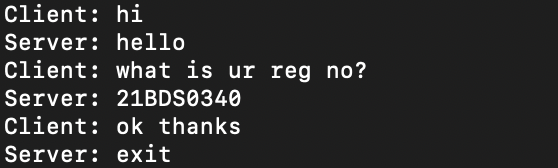 Client: hi
Server: hello
Client: what is ur reg no?
Server: 21BDS0340
Client: ok thanks
Server: exit